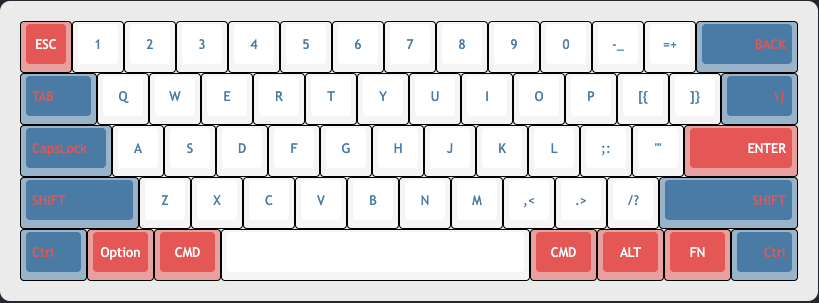 ESC 1 2 3 4 5 6 7 8 9 0 -_ =+ BACK
TAB Q W E R T Y U I O P [{ ]} \|
CapsLock A S D F G H J K L ;: '" ENTER
SHIFT Z X C V B N M ,< .> /? SHIFT
Ctrl Option CMD CMD ALT FN Ctrl